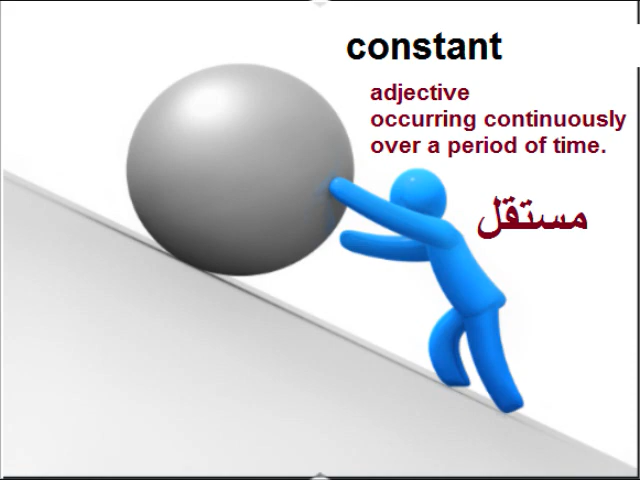 constant
adjective
occurring continuously
over a period of time.
مستقل